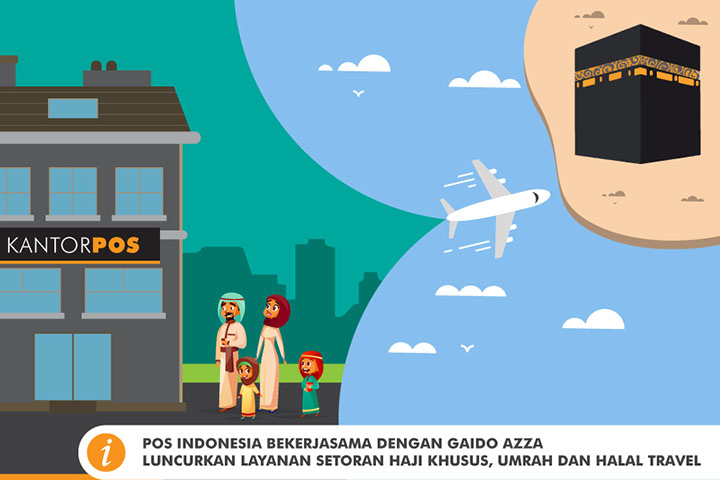 KANTORPOS
i
POS INDONESIA BEKERJASAMA DENGAN GAIDO AZZA
LUNCURKAN LAYANAN SETORAN HAJI KHUSUS, UMRAH DAN HALAL TRAVEL